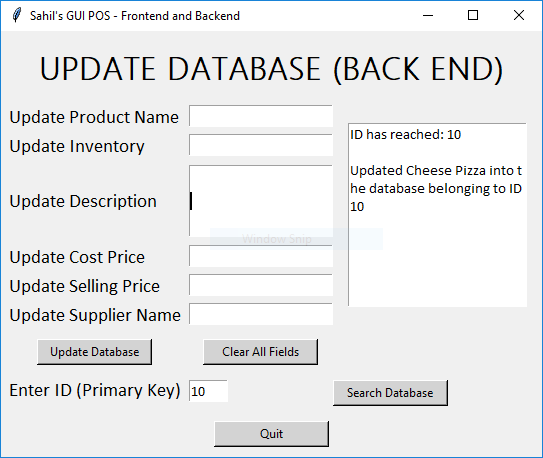 Sahil's GUI POS - Frontend and Backend
UPDATE DATABASE (BACK END)
Update Product Name
Update Inventory
Update Description
Update Cost Price
Update Selling Price
Update Supplier Name
ID has reached: 10
Updated Cheese Pizza into t
he database belonging to ID
10
Window Snip
Update Database
Clear All Fields
Enter ID (Primary Key)
10
Search Database
Quit